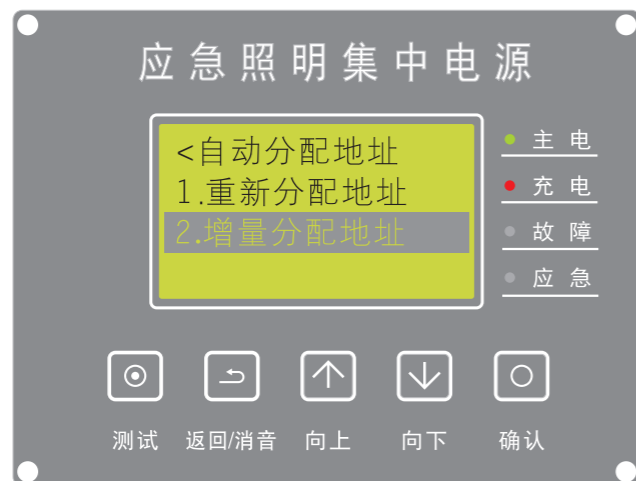 应急照明集中电源
<自动分配地址
1.重新分配地址
2.增量分配地址
主电
充电
故障
应急
测试 返回/消音 向上 向下 确认